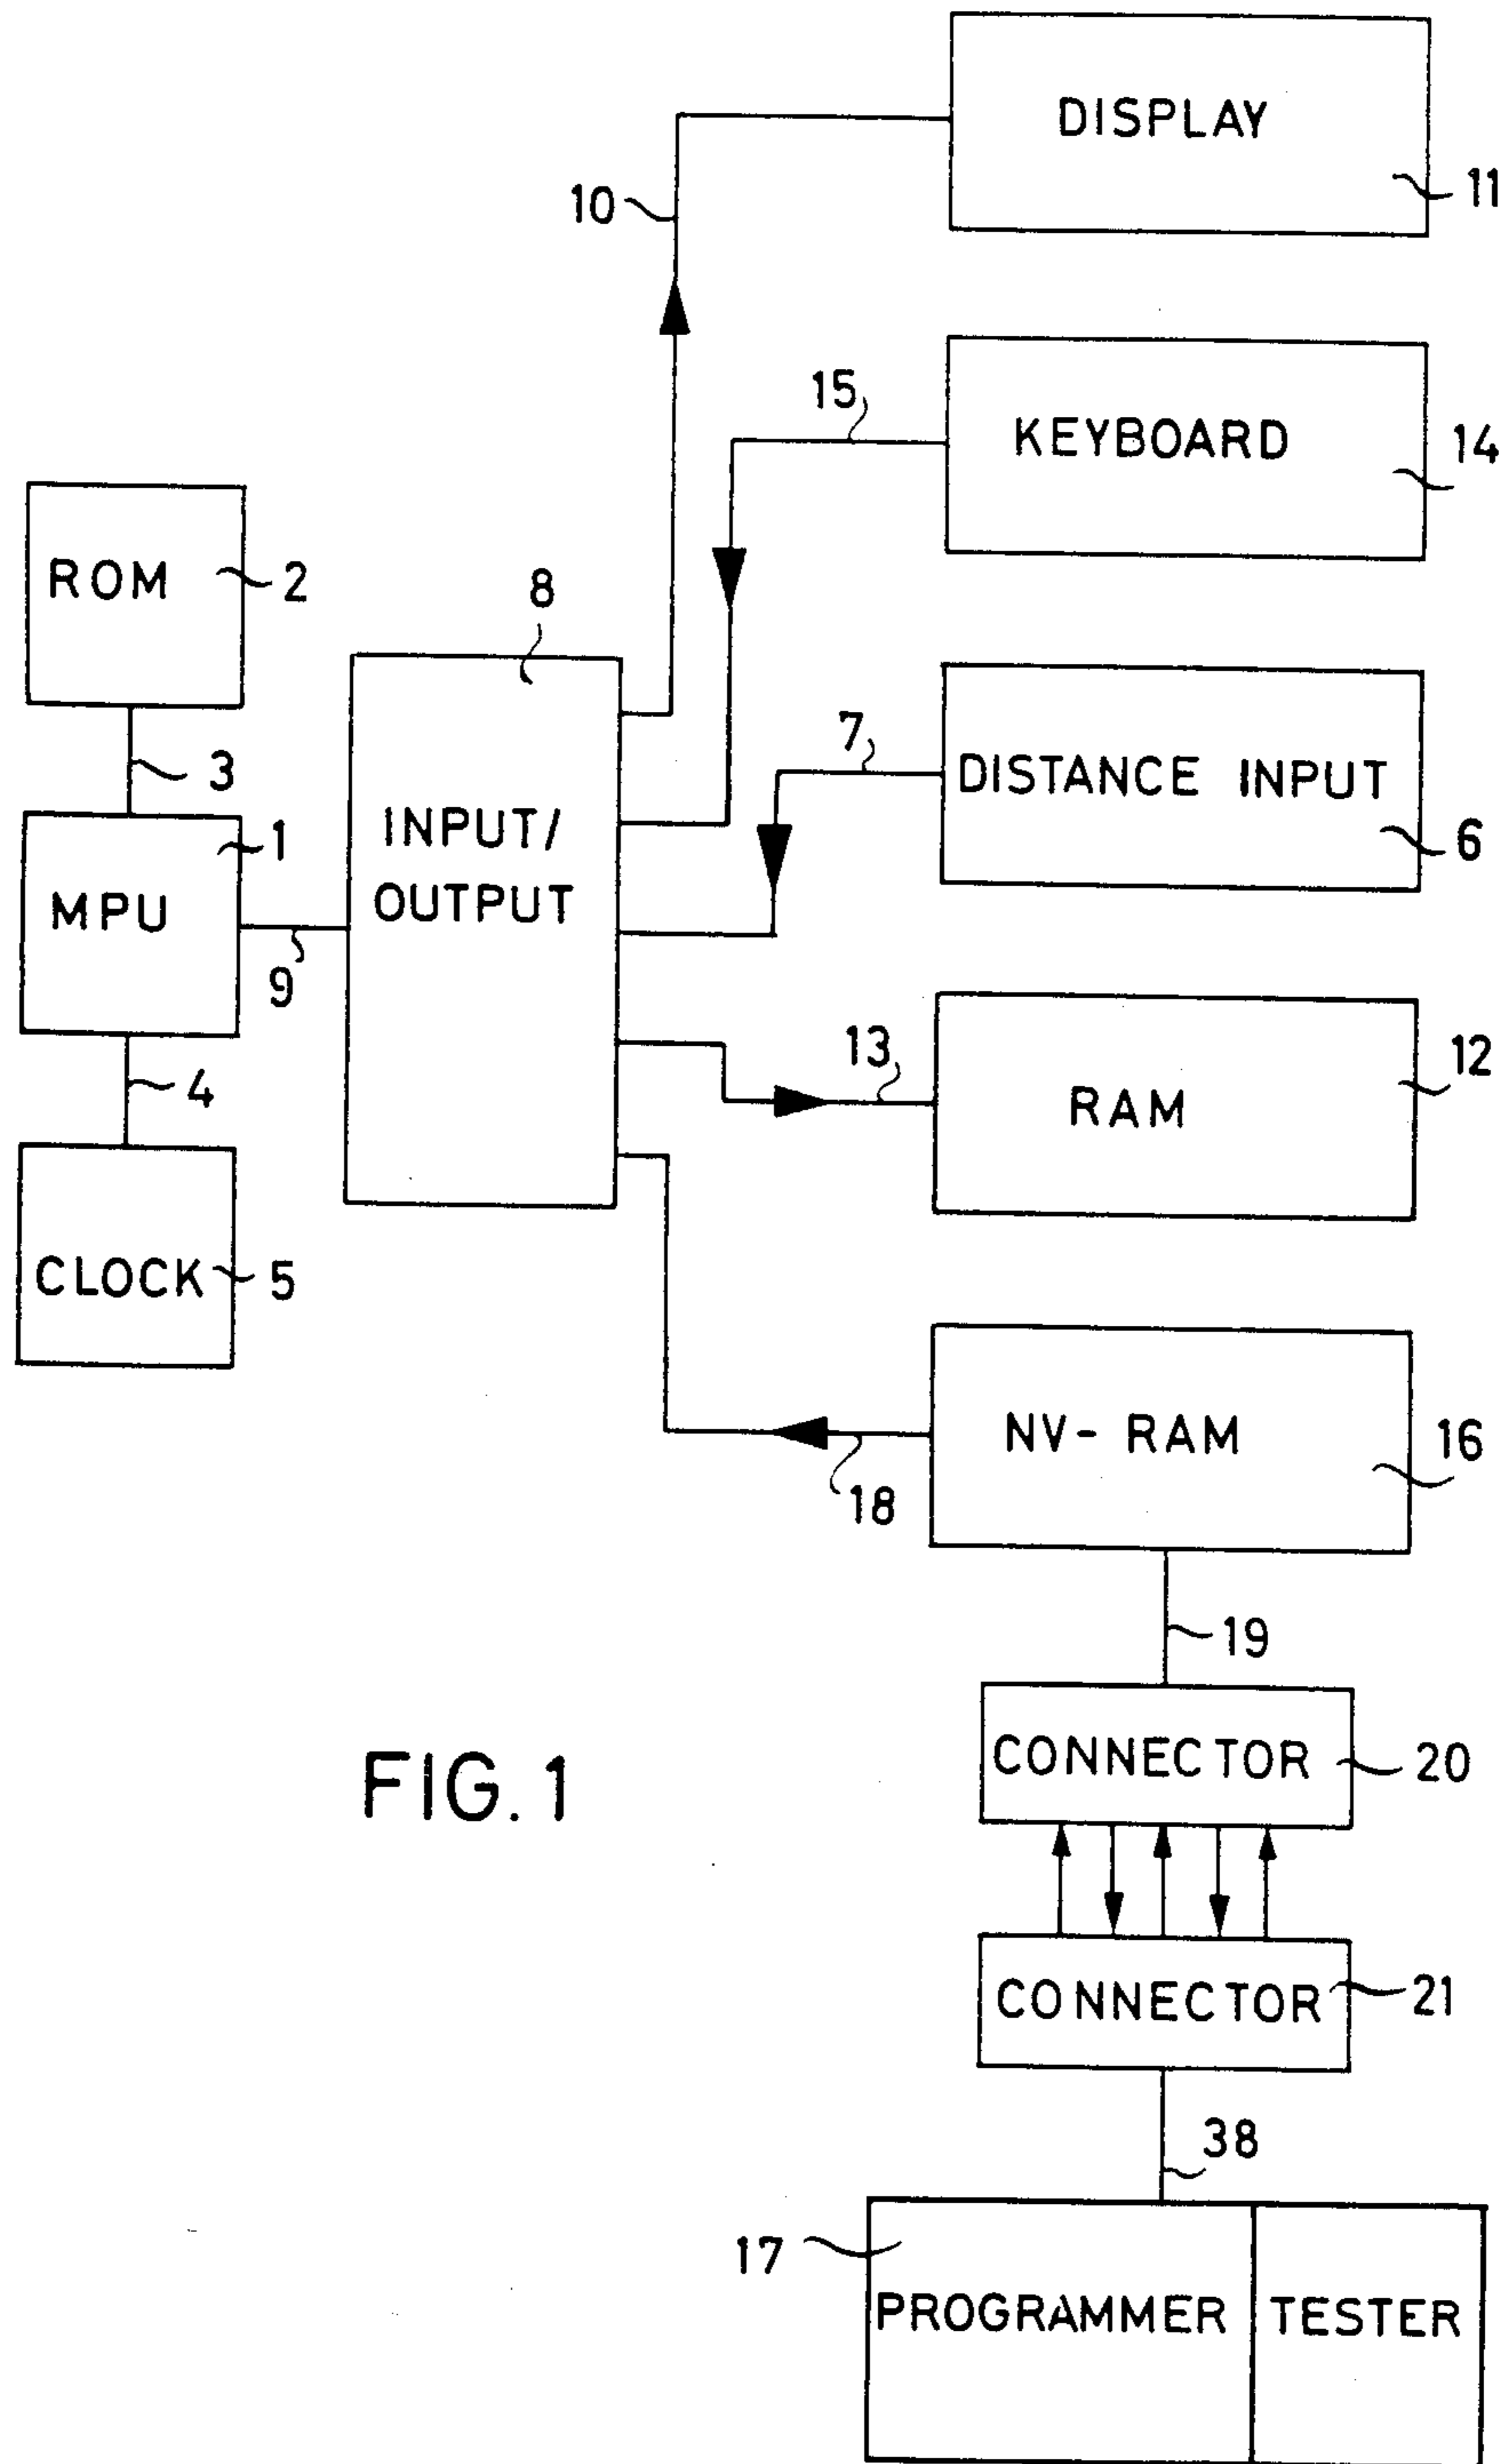 DISPLAY
11
10
KEYBOARD
14
15
ROM
2
8
3
7
DISTANCE INPUT
6
INPUT/
OUTPUT
1
MPU
9
4
13
RAM
12
CLOCK
5
NV- RAM
16
18
19
CONNECTOR
20
FIG. 1
CONNECTOR
21
38
17
PROGRAMMER
TESTER